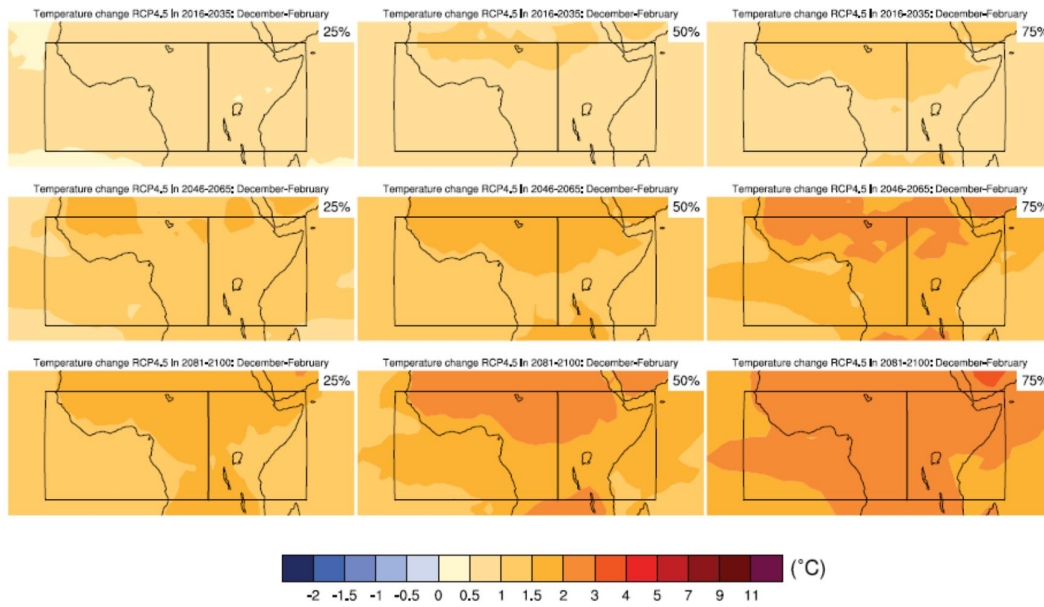 Temperature change RCP4.5 in 2016-2035: December-February
25%
Temperature change RCP4.5 in 2016-2035: December-February
50%
Temperature change RCP4.5 in 2016-2035: December-February
75%
Temperature change RCP4.5 in 2046-2065: December-February
25%
Temperature change RCP4.5 in 2046-2065: December-February
50%
Temperature change RCP4.5 in 2046-2065: December-February
75%
Temperature change RCP4.5 in 2081-2100: December-February
25%
Temperature change RCP4.5 in 2081-2100: December-February
50%
Temperature change RCP4.5 in 2081-2100: December-February
75%
(°C)
-2 -1.5 -1 -0.5 0 0.5 1 1.5 2 3 4 5 7 9 11